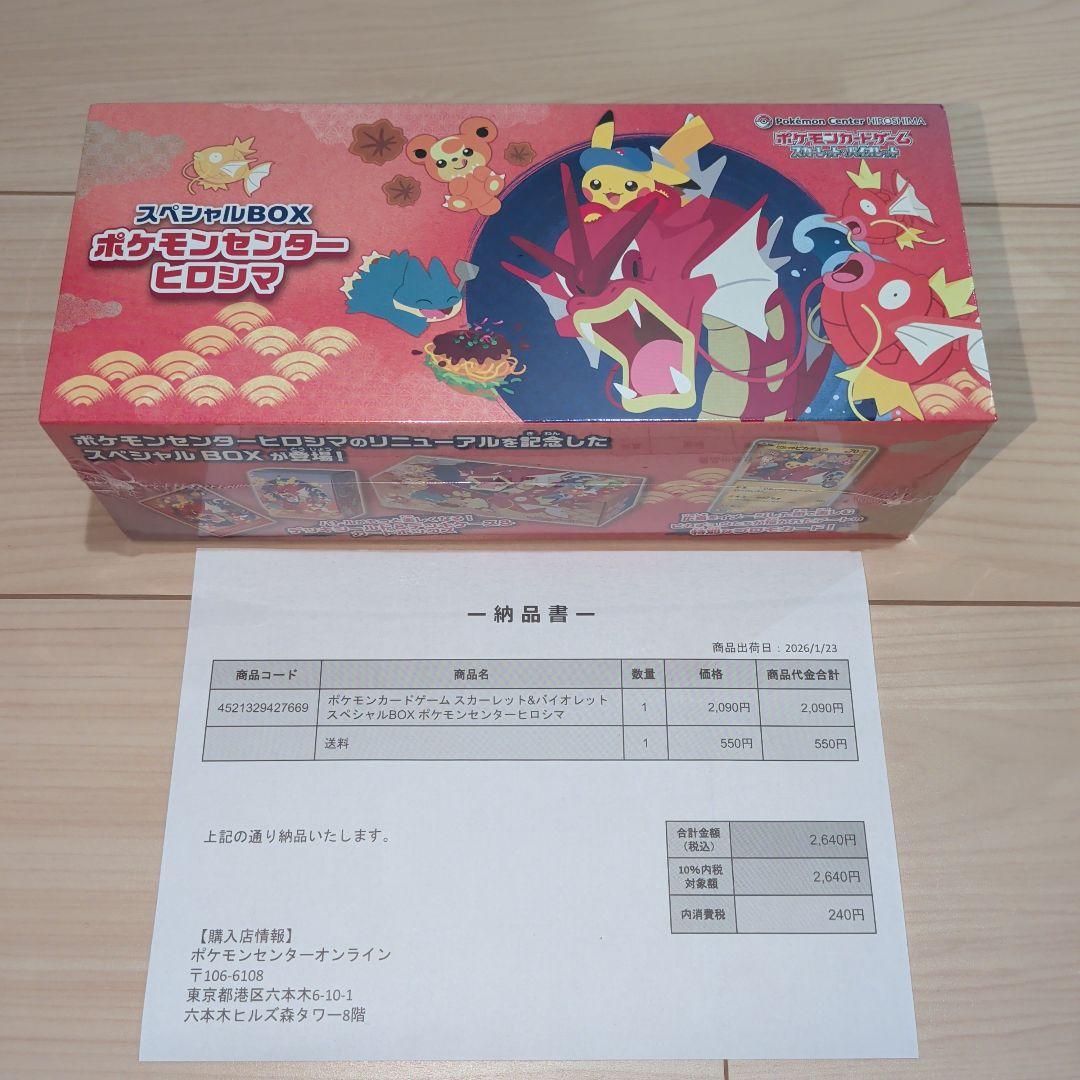 Pokémon Center HIROSHIMA
ポケモンカードゲーム
スカーレット&バイオレット
スペシャルBOX
ポケモンセンター
ヒロシマ
ポケモンセンターヒロシマのリニューアルを記念した
きねん
スペシャルBOXが登場!
とうじょう
ー納品書ー
商品出荷日:2026/1/23
商品コード 商品名 数量 価格 商品代金合計
4521329427669 ポケモンカードゲーム スカーレット&バイオレット 1 2,090円 2,090円
スペシャルBOX ポケモンセンターヒロシマ
送料 1 550円 550円
上記の通り納品いたします。
合計金額
(税込) 2,640円
10%内税
対象額 2,640円
内消費税 240円
【購入店情報】
ポケモンセンターオンライン
〒106-6108
東京都港区六本木6-10-1
六本木ヒルズ森タワー8階